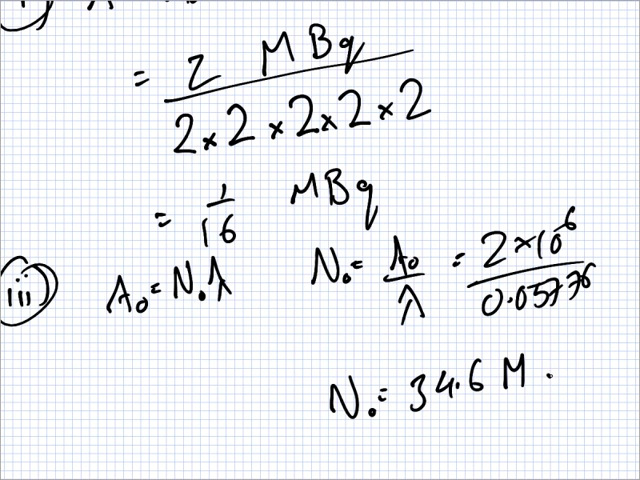 = 2 MBq / 2 × 2 × 2 × 2 × 2
= 1/16 MBq
iii) A₀ = N₀λ N₀ = A₀/λ = 2 × 10⁶ / 0.05776
N₀ = 34.6 M.